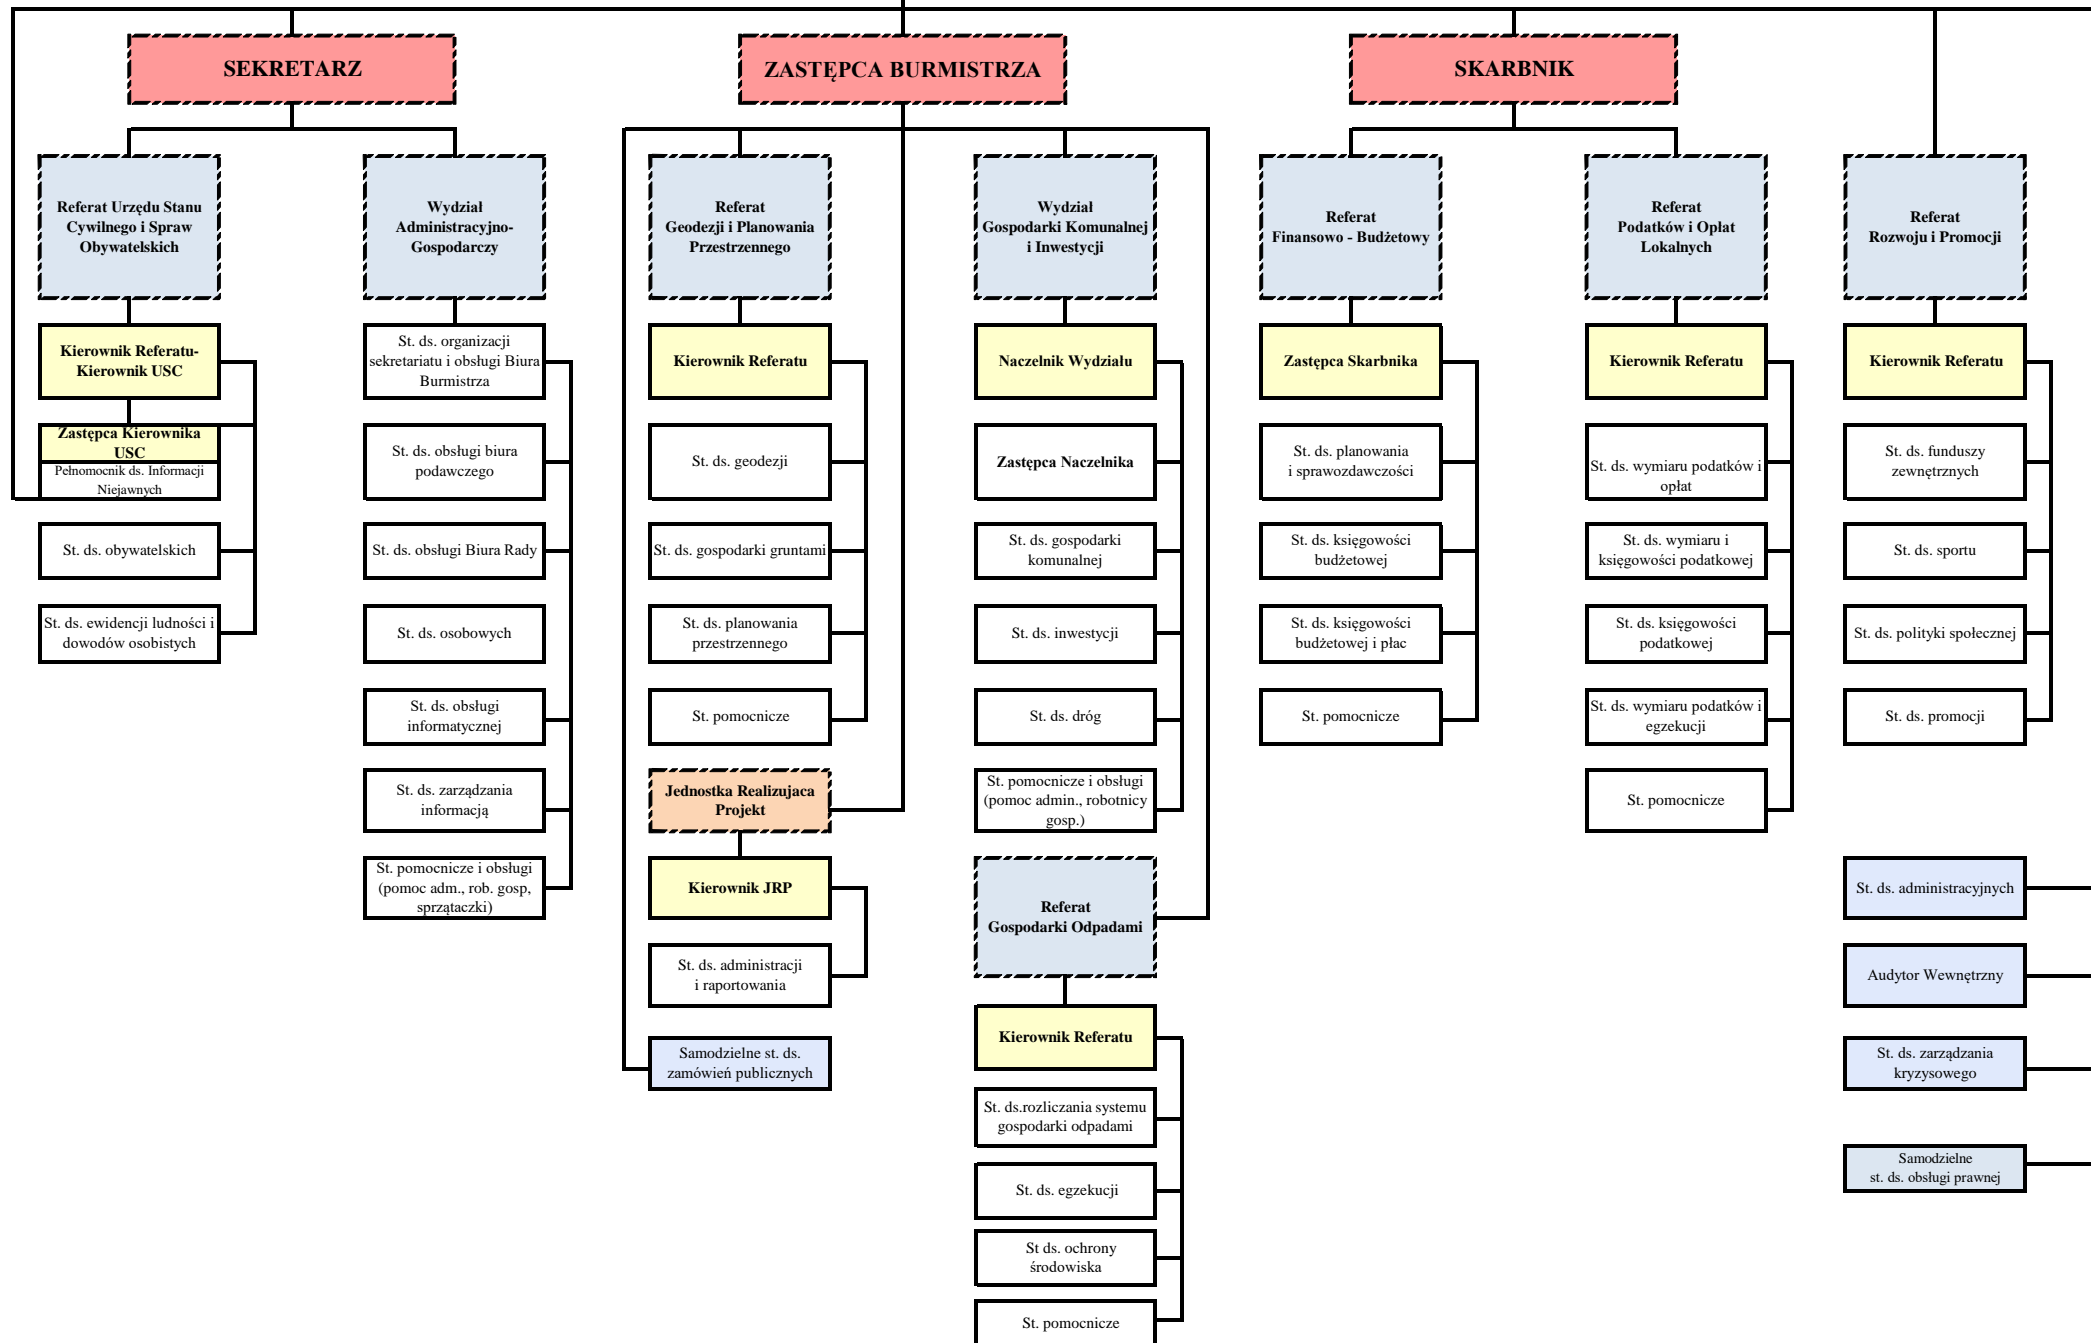 SEKRETARZ
ZASTĘPCA BURMISTRZA
SKARBNIK
Referat Urzędu Stanu
Cywilnego i Spraw
Obywatelskich
Kierownik Referatu-
Kierownik USC
Zastępca Kierownika
USC
Pełnomocnik ds. Informacji
Niejawnych
St. ds. obywatelskich
St. ds. ewidencji ludności i
dowodów osobistych
Wydział
Administracyjno-
Gospodarczy
St. ds. organizacji
sekretariatu i obsługi Biura
Burmistrza
St. ds. obsługi biura
podawczego
St. ds. obsługi Biura Rady
St. ds. osobowych
St. ds. obsługi
informatycznej
St. ds. zarządzania
informacją
St. pomocnicze i obsługi
(pomoc adm., rob. gosp,
sprzątaczki)
Referat
Geodezji i Planowania
Przestrzennego
Kierownik Referatu
St. ds. geodezji
St. ds. gospodarki gruntami
St. ds. planowania
przestrzennego
St. pomocnicze
Jednostka Realizujaca
Projekt
Kierownik JRP
St. ds. administracji
i raportowania
Samodzielne st. ds.
zamówień publicznych
Wydział
Gospodarki Komunalnej
i Inwestycji
Naczelnik Wydziału
Zastępca Naczelnika
St. ds. gospodarki
komunalnej
St. ds. inwestycji
St. ds. dróg
St. pomocnicze i obsługi
(pomoc admin., robotnicy
gosp.)
Referat
Gospodarki Odpadami
Kierownik Referatu
St. ds.rozliczania systemu
gospodarki odpadami
St. ds. egzekucji
St ds. ochrony
środowiska
St. pomocnicze
Referat
Finansowo - Budżetowy
Zastępca Skarbnika
St. ds. planowania
i sprawozdawczości
St. ds. księgowości
budżetowej
St. ds. księgowości
budżetowej i płac
St. pomocnicze
Referat
Podatków i Opłat
Lokalnych
Kierownik Referatu
St. ds. wymiaru podatków i
opłat
St. ds. wymiaru i
księgowości podatkowej
St. ds. księgowości
podatkowej
St. ds. wymiaru podatków i
egzekucji
St. pomocnicze
Referat
Rozwoju i Promocji
Kierownik Referatu
St. ds. funduszy
zewnętrznych
St. ds. sportu
St. ds. polityki społecznej
St. ds. promocji
St. ds. administracyjnych
Audytor Wewnętrzny
St. ds. zarządzania
kryzysowego
Samodzielne
st. ds. obsługi prawnej